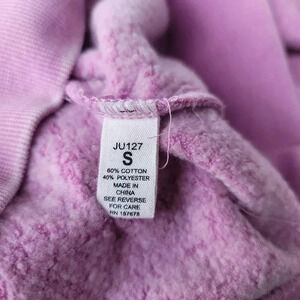 JU127
S
60% COTTON
40% POLYESTER
MADE IN
CHINA
SEE REVERSE
FOR CARE
RN 157678